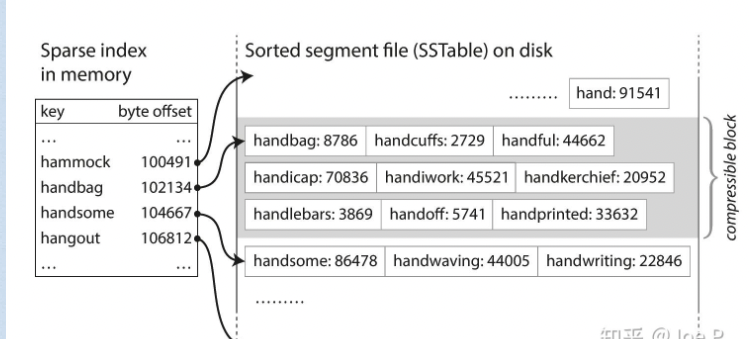 Sparse index
in memory
Sorted segment file (SSTable) on disk
key byte offset
... ...
hammock 100491
handbag 102134
handsome 104667
hangout 106812
... ...
......... hand: 91541
handbag: 8786 handcuffs: 2729 handful: 44662
handicap: 70836 handiwork: 45521 handkerchief: 20952
handlebars: 3869 handoff: 5741 handprinted: 33632
handsome: 86478 handwaving: 44005 handwriting: 22846
.........
compressible block
知乎 @Joe.P